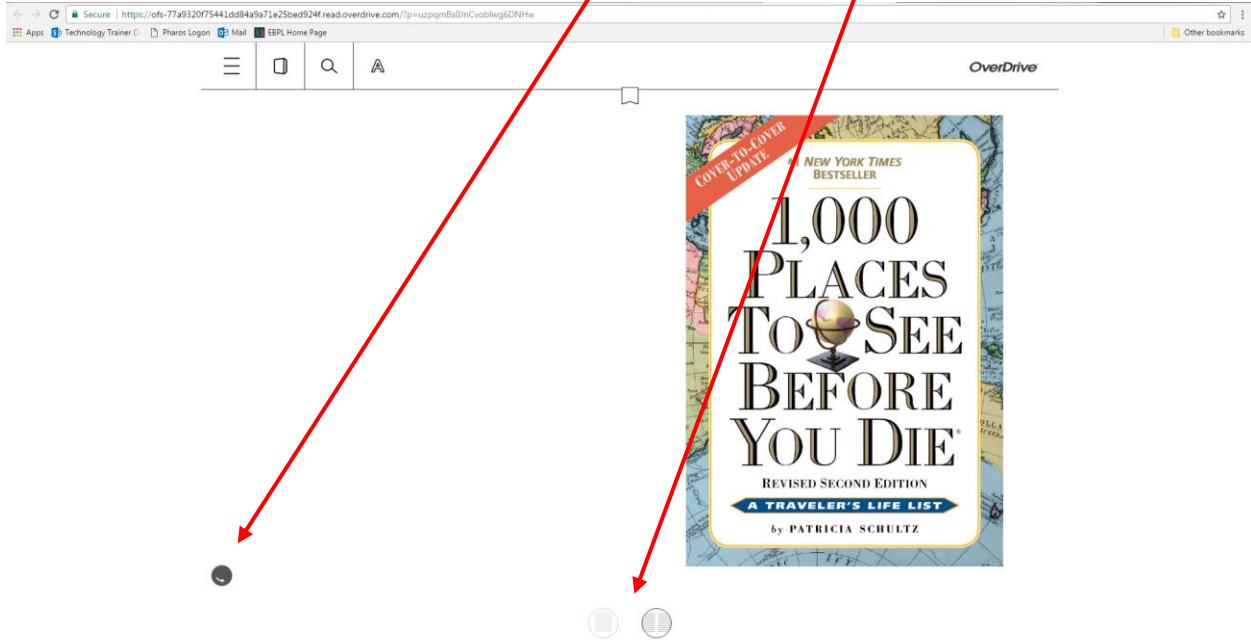 Secure | https://ofs-77a9320f75441dd84a9a71e25bed924f.read.overdrive.com/?p=uzpqmBs0JnCvoblwg6DNHw
Apps Technology Trainer D Pharos Logon Mail EBPL Home Page Other bookmarks
OverDrive
COVER-TO-COVER
UPDATE
#1 NEW YORK TIMES
BESTSELLER
1,000
PLACES
TO SEE
BEFORE
YOU DIE®
REVISED SECOND EDITION
A TRAVELER'S LIFE LIST
by PATRICIA SCHULTZ